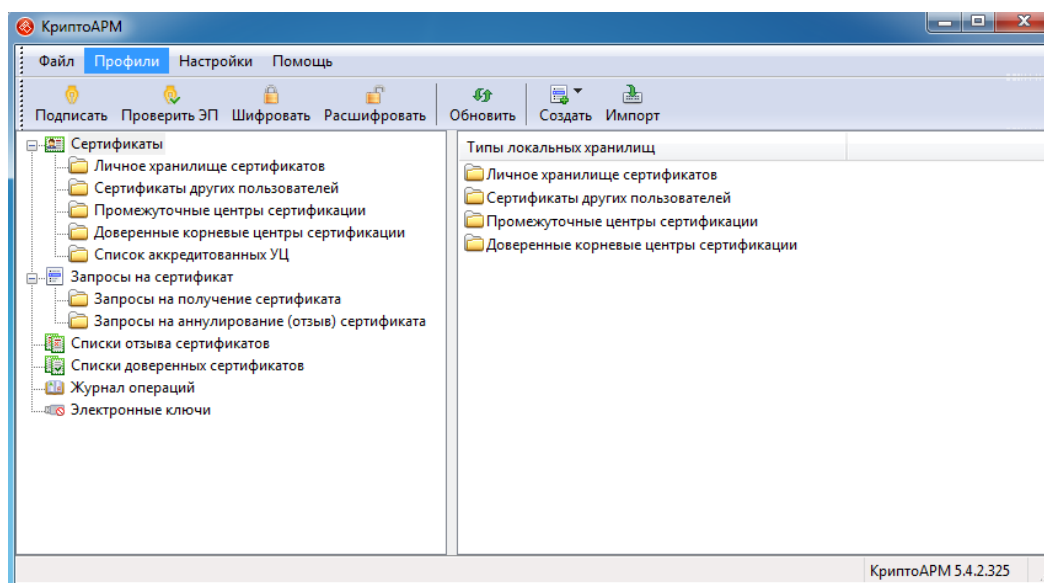 КриптоАРМ
Файл Профили Настройки Помощь
Подписать Проверить ЭП Шифровать Расшифровать Обновить Создать Импорт
Сертификаты
Личное хранилище сертификатов
Сертификаты других пользователей
Промежуточные центры сертификации
Доверенные корневые центры сертификации
Список аккредитованных УЦ
Запросы на сертификат
Запросы на получение сертификата
Запросы на аннулирование (отзыв) сертификата
Списки отзыва сертификатов
Списки доверенных сертификатов
Журнал операций
Электронные ключи
Типы локальных хранилищ
Личное хранилище сертификатов
Сертификаты других пользователей
Промежуточные центры сертификации
Доверенные корневые центры сертификации
КриптоАРМ 5.4.2.325